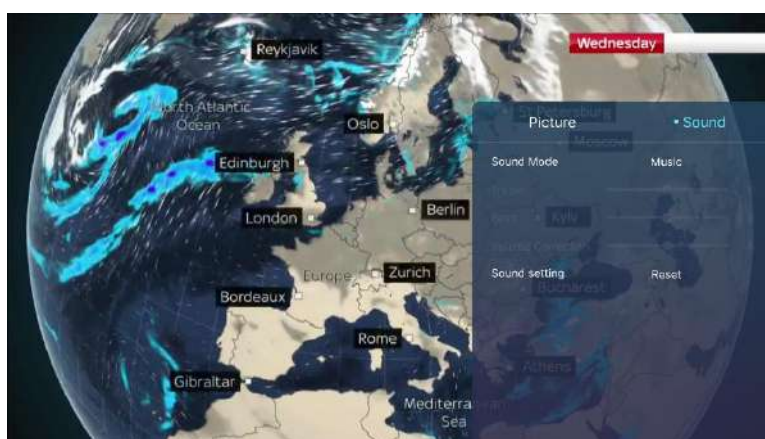 Wednesday
Reykjavik
North Atlantic
Ocean
Oslo
St Petersburg
Moscow
Edinburgh
London
Berlin
Kyiv
Europe
Zurich
Bordeaux
Bucharest
Rome
Gibraltar
Athens
Mediterranean
Sea
Picture
• Sound
Sound Mode
Music
Sound setting
Reset